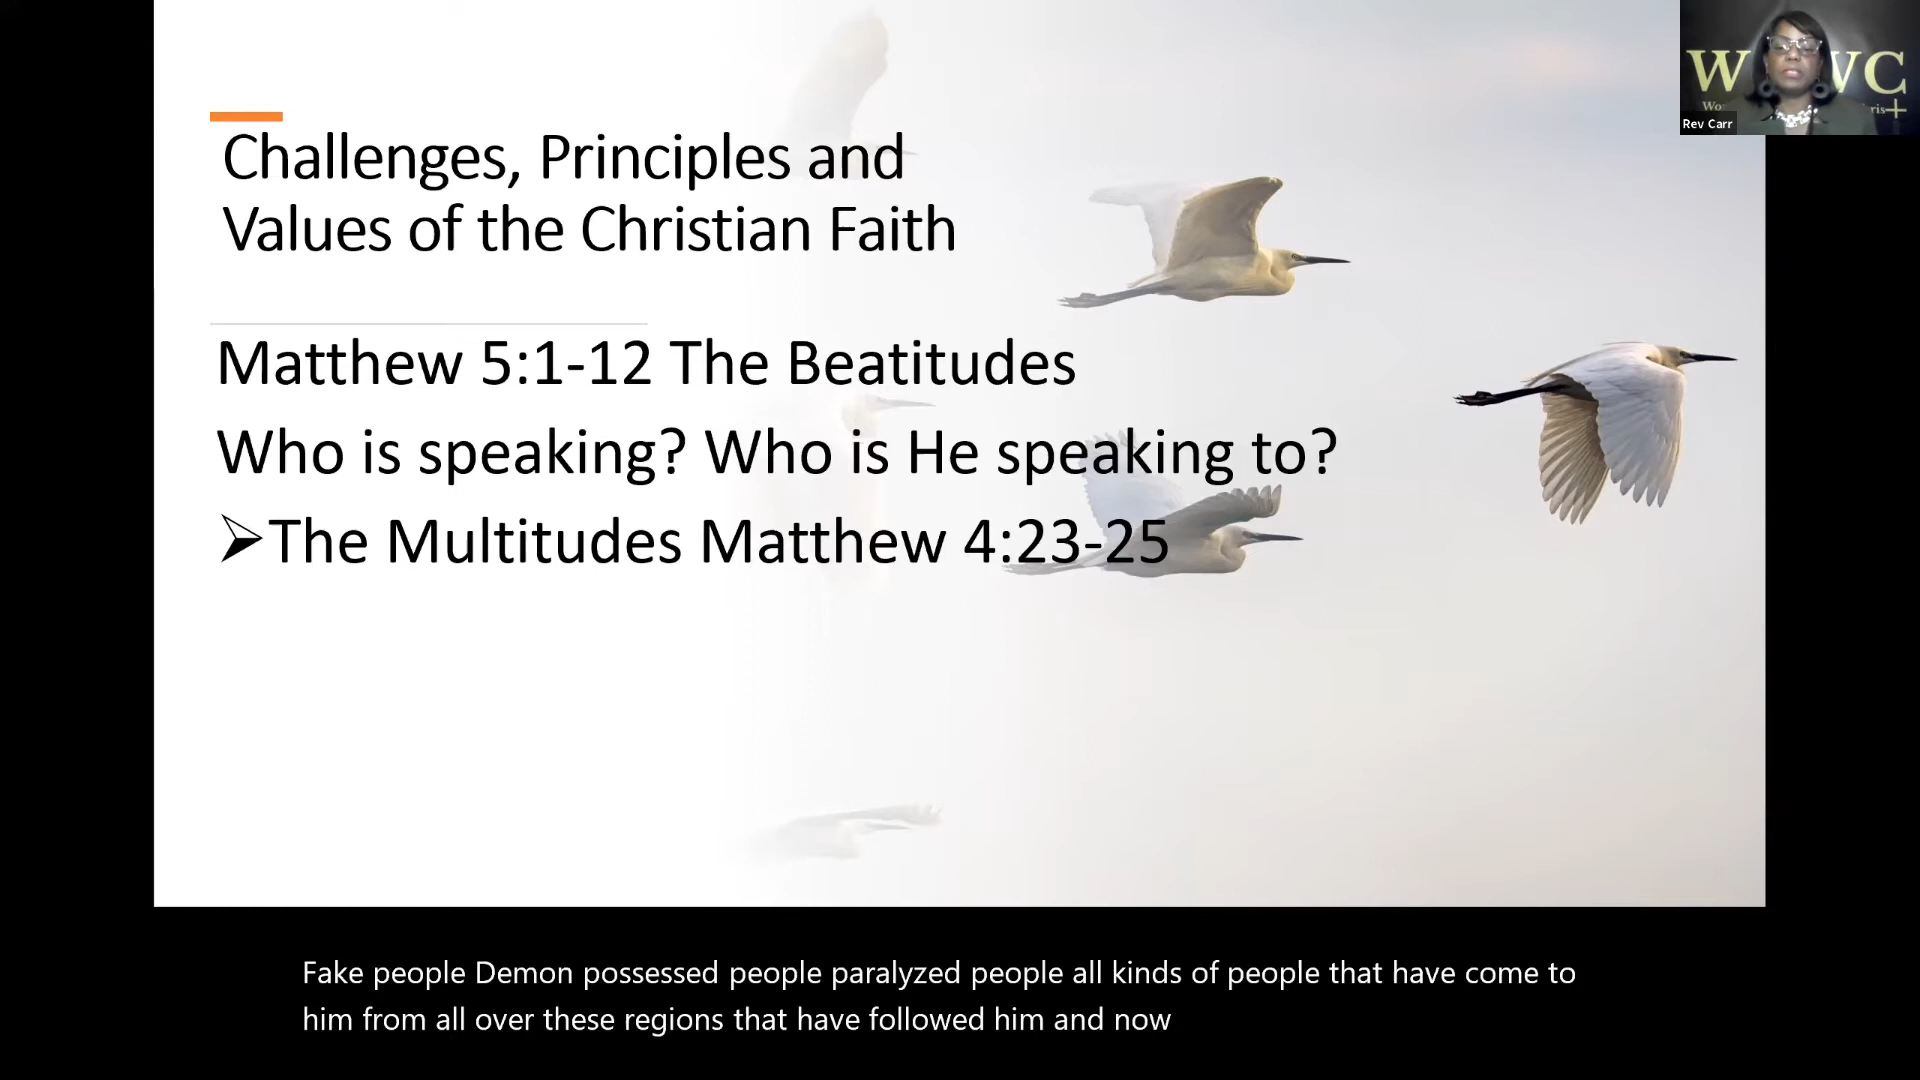 Challenges, Principles and
Values of the Christian Faith
Matthew 5:1-12 The Beatitudes
Who is speaking? Who is He speaking to?
➢The Multitudes Matthew 4:23-25
Rev Carr
Fake people Demon possessed people paralyzed people all kinds of people that have come to
him from all over these regions that have followed him and now